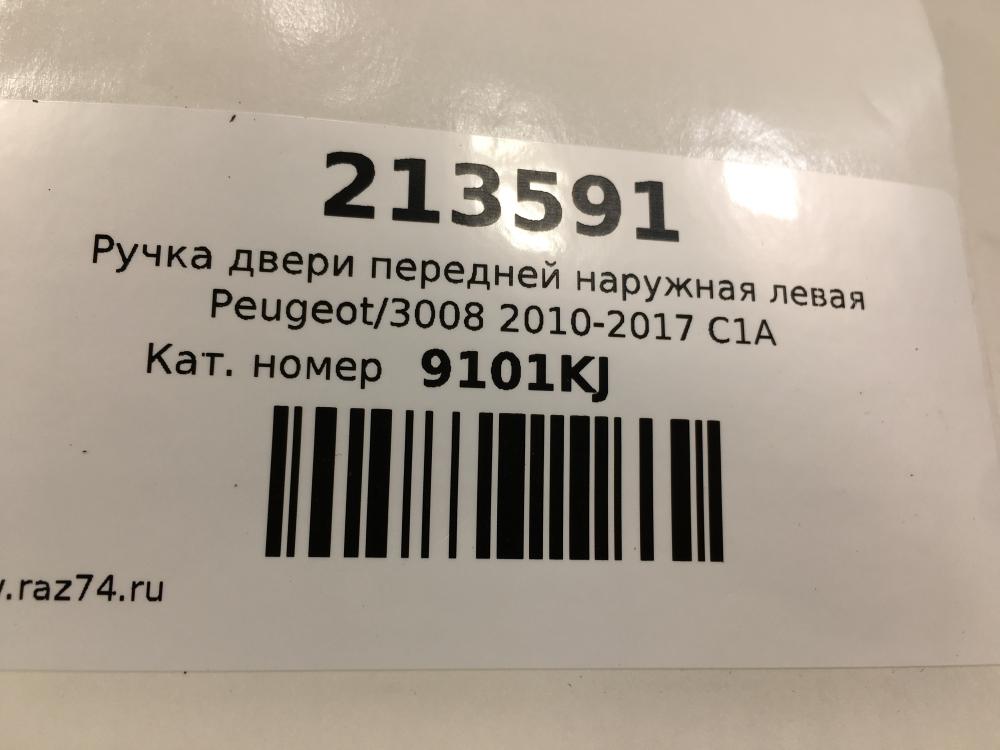 213591
Ручка двери передней наружная левая
Peugeot/3008 2010-2017 C1A
Кат. номер 9101KJ
.raz74.ru